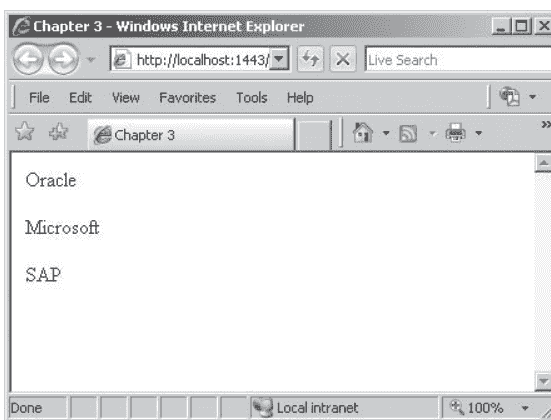 Chapter 3 - Windows Internet Explorer
http://localhost:1443/
Live Search
File Edit View Favorites Tools Help
Chapter 3
»
Oracle
Microsoft
SAP
Done Local intranet 100%